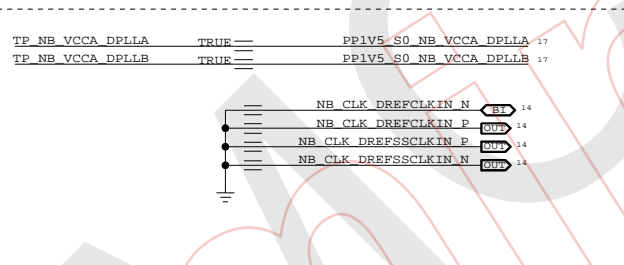 TP_NB_VCCA_DPLLA TRUE PP1V5_S0_NB_VCCA_DPLLA 17
TP_NB_VCCA_DPLLB TRUE PP1V5_S0_NB_VCCA_DPLLB 17
NB_CLK_DREFCLKIN_N BI 14
NB_CLK_DREFCLKIN_P OUT 14
NB_CLK_DREFSSCLKIN_P OUT 14
NB_CLK_DREFSSCLKIN_N OUT 14